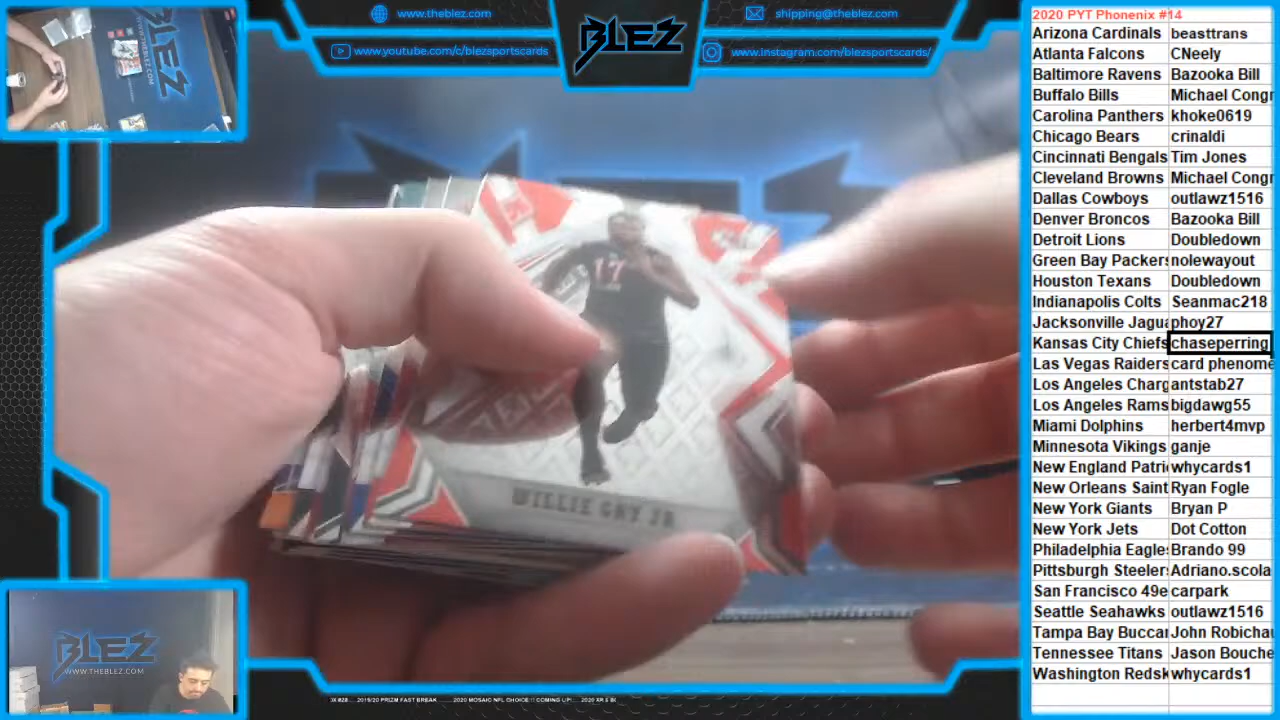 www.theblez.com
shipping@theblez.com
BLEZ
www.youtube.com/c/blezsportscards
www.instagram.com/blezsportscards/
BLEZ
WWW.THEBLEZ.COM
17
WILLIE GAY JR
BLEZ
WWW.THEBLEZ.COM
2019/20 PRIZM FAST BREAK 2020 MOSAIC NFL CHOICE!! COMING UP!
2020 PYT Phonenix #14
Arizona Cardinals beasttrans
Atlanta Falcons CNeely
Baltimore Ravens Bazooka Bill
Buffalo Bills Michael Congr
Carolina Panthers khoke0619
Chicago Bears crinaldi
Cincinnati Bengals Tim Jones
Cleveland Browns Michael Congr
Dallas Cowboys outlawz1516
Denver Broncos Bazooka Bill
Detroit Lions Doubledown
Green Bay Packers nolewayout
Houston Texans Doubledown
Indianapolis Colts Seanmac218
Jacksonville Jagua phoy27
Kansas City Chiefs chaseperring
Las Vegas Raiders card phenome
Los Angeles Charg antstab27
Los Angeles Rams bigdawg55
Miami Dolphins herbert4mvp
Minnesota Vikings ganje
New England Patri whycards1
New Orleans Saint Ryan Fogle
New York Giants Bryan P
New York Jets Dot Cotton
Philadelphia Eagle Brando 99
Pittsburgh Steeler Adriano.scola
San Francisco 49e carpark
Seattle Seahawks outlawz1516
Tampa Bay Buccar John Robicha
Tennessee Titans Jason Bouche
Washington Redsk whycards1